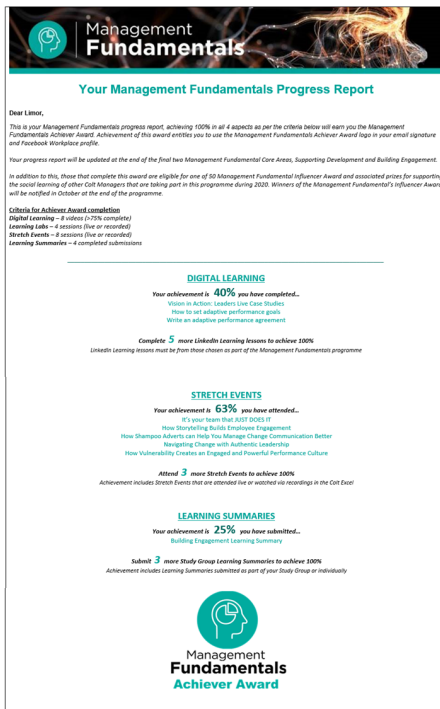 Management
Fundamentals
Your Management Fundamentals Progress Report
Dear Limor,
This is your Management Fundamentals progress report, achieving 100% in all 4 aspects as per the criteria below will earn you the Management
Fundamentals Achiever Award. Achievement of this award entitles you to use the Management Fundamentals Achiever Award logo in your email signature
and Facebook Workplace profile.
Your progress report will be updated at the end of the final two Management Fundamental Core Areas, Supporting Development and Building Engagement.
In addition to this, those that complete this award are eligible for one of 50 Management Fundamental Influencer Award and associated prizes for supporting
the social learning of other Colt Managers that are taking part in this programme during 2020. Winners of the Management Fundamental's Influencer Award
will be notified in October at the end of the programme.
Criteria for Achiever Award completion
Digital Learning – 8 videos (>75% complete)
Learning Labs – 4 sessions (live or recorded)
Stretch Events – 8 sessions (live or recorded)
Learning Summaries – 4 completed submissions
DIGITAL LEARNING
Your achievement is 40% you have completed...
Vision in Action: Leaders Live Case Studies
How to set adaptive performance goals
Write an adaptive performance agreement
Complete 5 more LinkedIn Learning lessons to achieve 100%
LinkedIn Learning lessons must be from those chosen as part of the Management Fundamentals programme
STRETCH EVENTS
Your achievement is 63% you have attended...
It's your team that JUST DOES IT
How Storytelling Builds Employee Engagement
How Shampoo Adverts can Help You Manage Change Communication Better
Navigating Change with Authentic Leadership
How Vulnerability Creates an Engaged and Powerful Performance Culture
Attend 3 more Stretch Events to achieve 100%
Achievement includes Stretch Events that are attended live or watched via recordings in the Colt Excel
LEARNING SUMMARIES
Your achievement is 25% you have submitted...
Building Engagement Learning Summary
Submit 3 more Study Group Learning Summaries to achieve 100%
Achievement includes Learning Summaries submitted as part of your Study Group or individually
Management
Fundamentals
Achiever Award